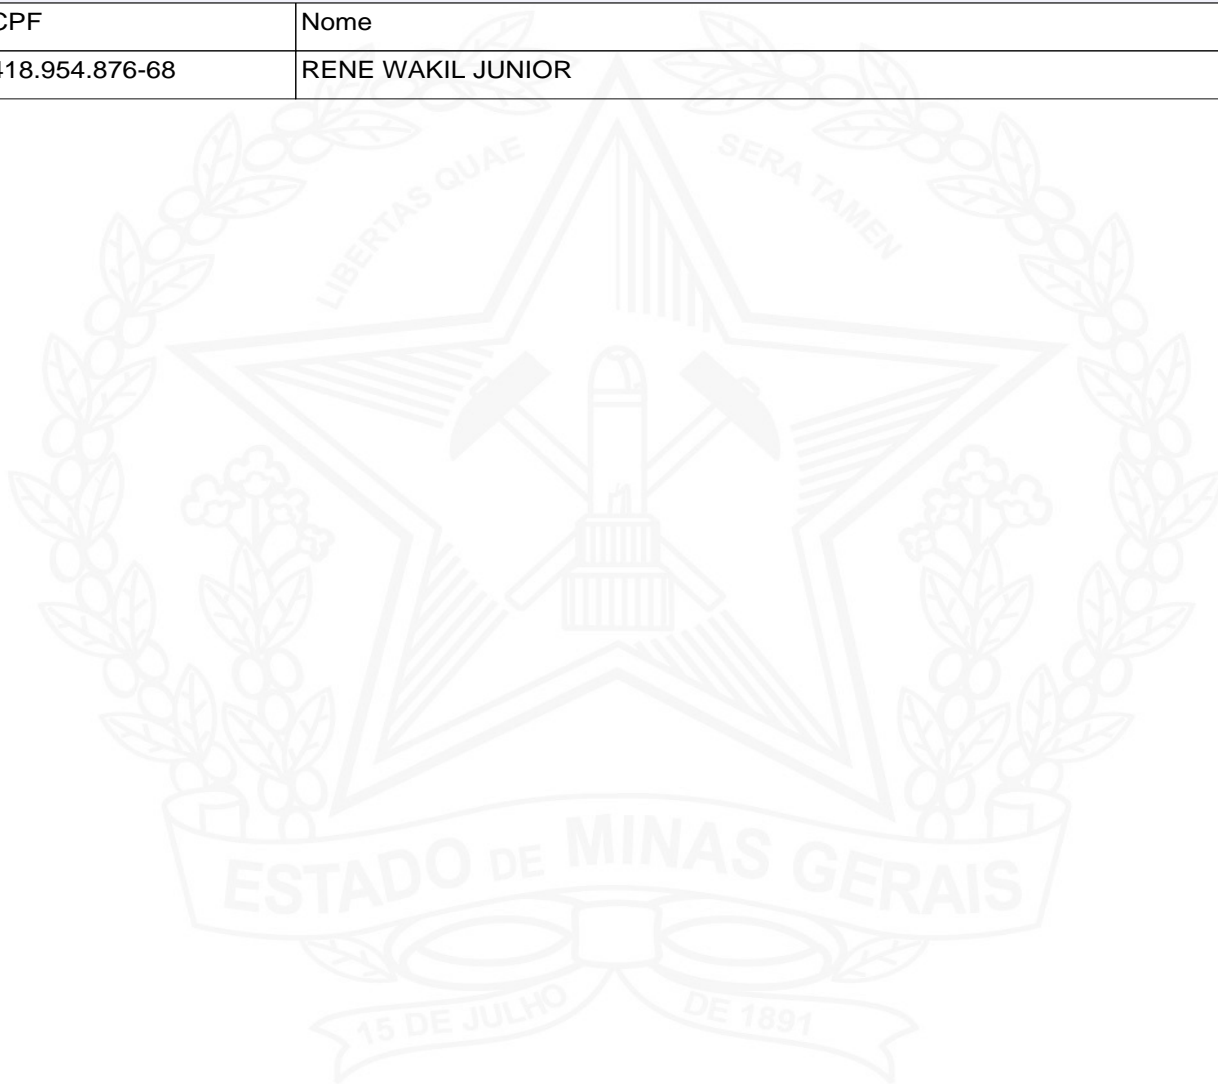 CPF Nome
418.954.876-68 RENE WAKIL JUNIOR
LIBERTAS QUAE SERA TAMEN
ESTADO DE MINAS GERAIS
15 DE JULHO DE 1891